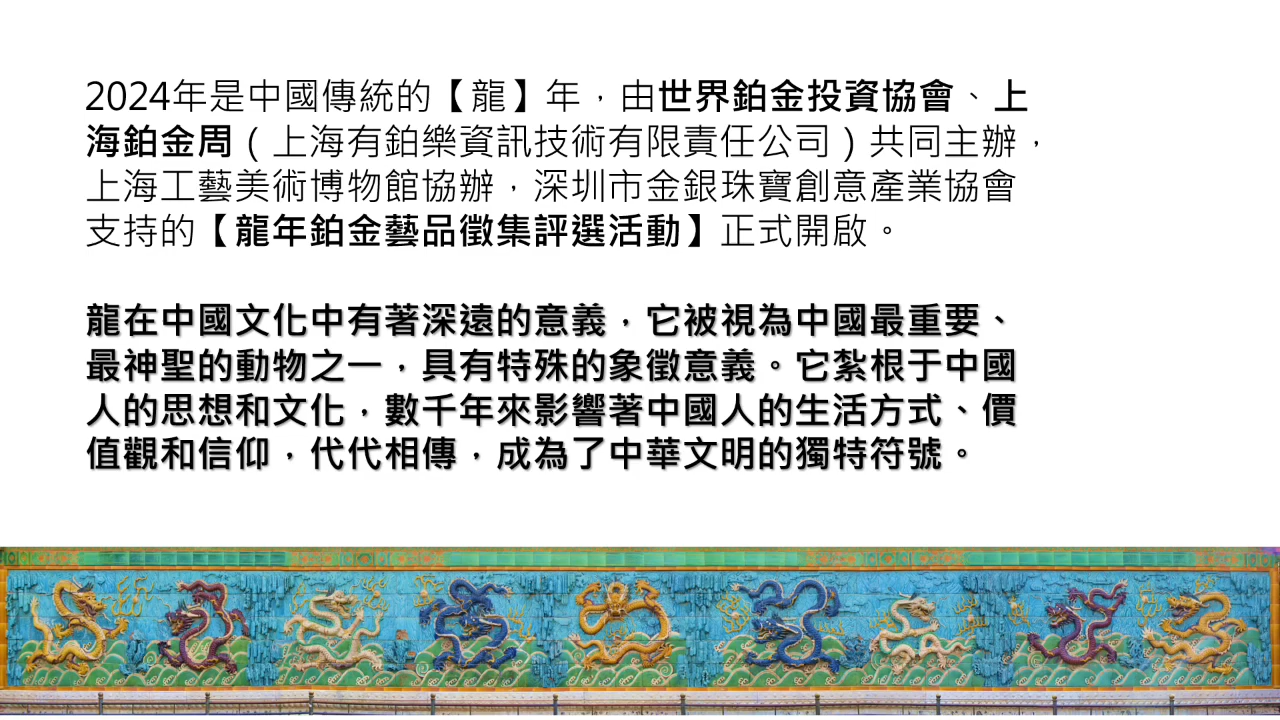 2024年是中國傳統的【龍】年，由世界鉑金投資協會、上
海鉑金周（上海有鉑樂資訊技術有限責任公司）共同主辦，
上海工藝美術博物館協辦，深圳市金銀珠寶創意產業協會
支持的【龍年鉑金藝品徵集評選活動】正式開啟。
龍在中國文化中有著深遠的意義，它被視為中國最重要、
最神聖的動物之一，具有特殊的象徵意義。它紮根于中國
人的思想和文化，數千年來影響著中國人的生活方式、價
值觀和信仰，代代相傳，成為了中華文明的獨特符號。